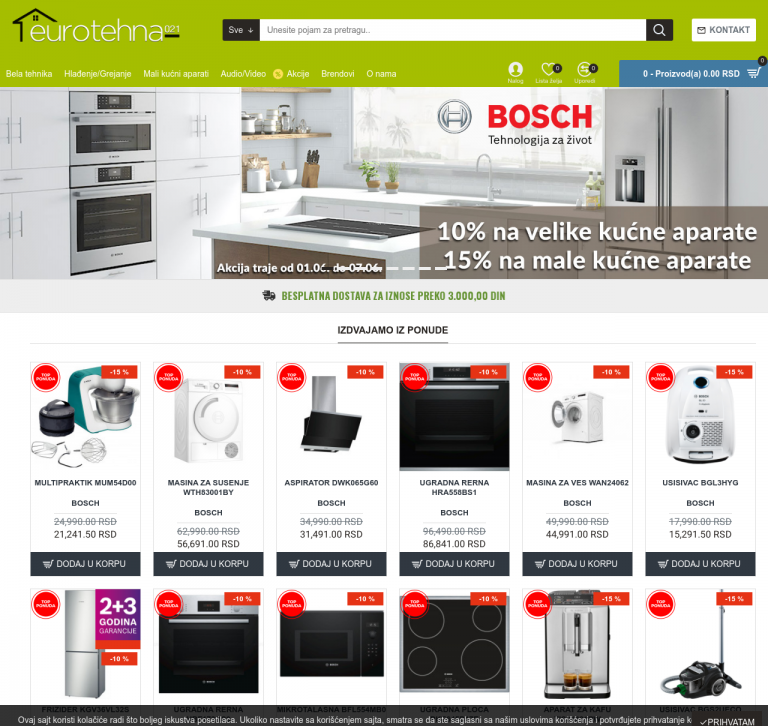 eurotehna 021
Sve
Unesite pojam za pretragu..
KONTAKT
Bela tehnika Hlađenje/Grejanje Mali kućni aparati Audio/Video Akcije Brendovi O nama
Nalog
0
Lista želja
0
Uporedi
0 - Proizvod(a) 0.00 RSD
0
BOSCH
Tehnologija za život
10% na velike kućne aparate
15% na male kućne aparate
Akcija traje od 01.06. do 07.06.
BESPLATNA DOSTAVA ZA IZNOSE PREKO 3.000,00 DIN
IZDVAJAMO IZ PONUDE
TOP PONUDA
-15 %
MULTIPRAKTIK MUM54D00
BOSCH
24,990.00 RSD
21,241.50 RSD
DODAJ U KORPU
TOP PONUDA
-10 %
MASINA ZA SUSENJE
WTH83001BY
BOSCH
62,990.00 RSD
56,691.00 RSD
DODAJ U KORPU
TOP PONUDA
-10 %
ASPIRATOR DWK065G60
BOSCH
34,990.00 RSD
31,491.00 RSD
DODAJ U KORPU
TOP PONUDA
-10 %
UGRADNA RERNA
HRA558BS1
BOSCH
96,490.00 RSD
86,841.00 RSD
DODAJ U KORPU
TOP PONUDA
-10 %
MASINA ZA VES WAN24062
BOSCH
49,990.00 RSD
44,991.00 RSD
DODAJ U KORPU
TOP PONUDA
-15 %
USISIVAC BGL3HYG
BOSCH
17,990.00 RSD
15,291.50 RSD
DODAJ U KORPU
TOP PONUDA
2+3
GODINA
GARANCIJE
-10 %
FRIZIDER KGV36VL32S
TOP PONUDA
-10 %
UGRADNA RERNA
TOP PONUDA
-10 %
MIKROTALASNA BFL554MB0
TOP PONUDA
-10 %
UGRADNA PLOCA
TOP PONUDA
-15 %
APARAT ZA KAFU
TOP PONUDA
-15 %
Ovaj sajt koristi kolačiće radi što boljeg iskustva posetilaca. Ukoliko nastavite sa korišćenjem sajta, smatra se da ste saglasni sa našim uslovima korišćenja i potvrđujete prihvatanje k
PRIHVATAM